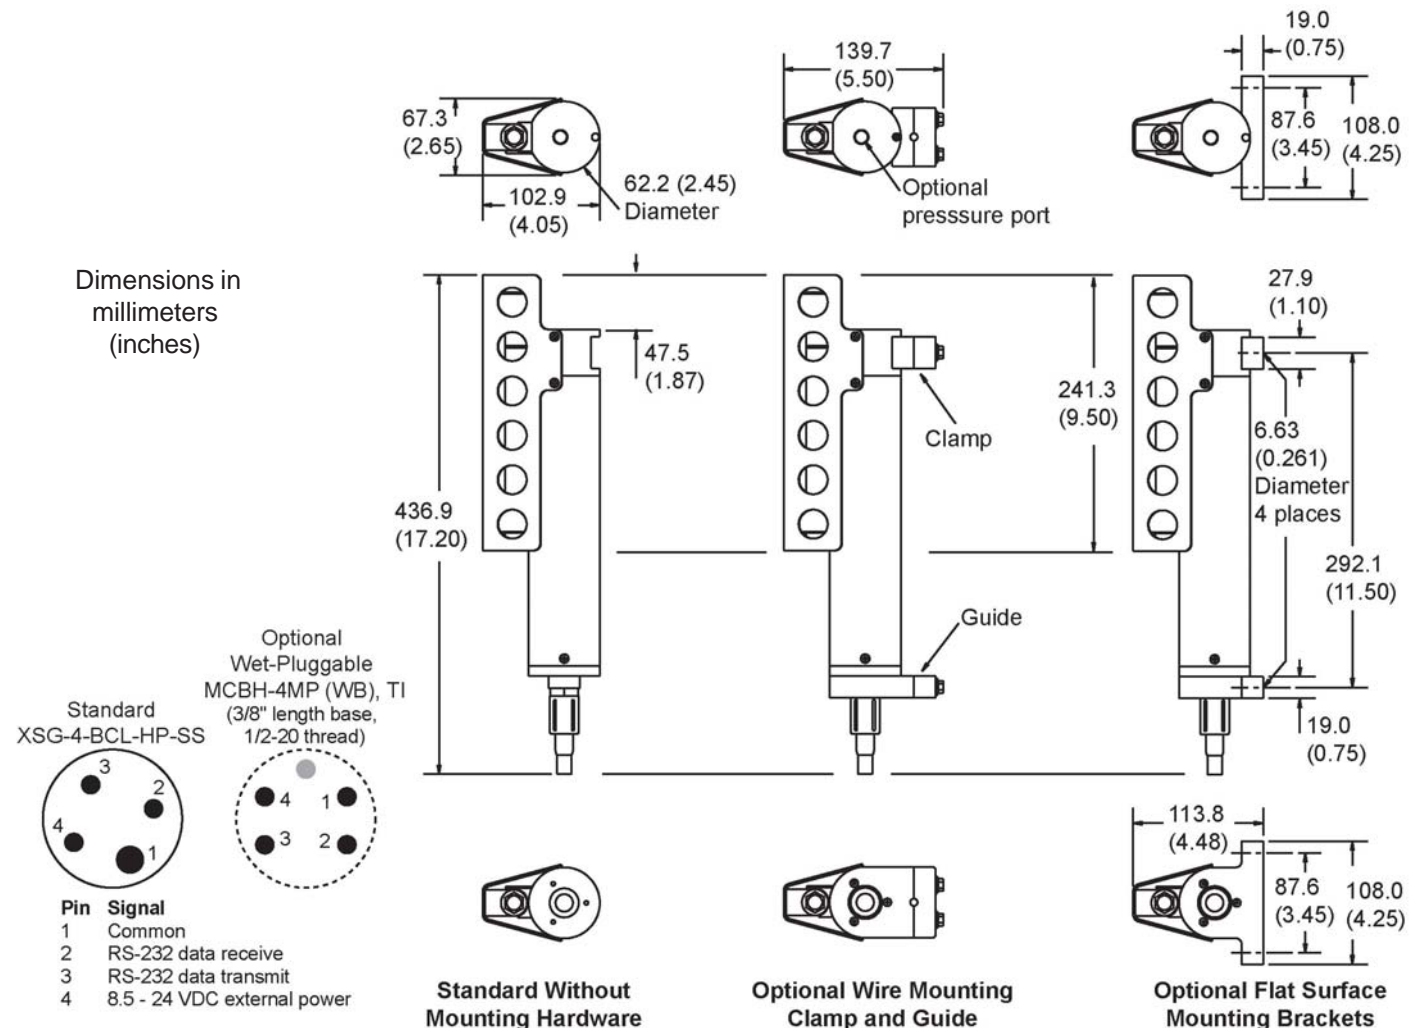 19.0
(0.75)
139.7
(5.50)
67.3
(2.65)
87.6
(3.45)
108.0
(4.25)
102.9
(4.05)
62.2 (2.45)
Diameter
Optional
presssure port
Dimensions in
millimeters
(inches)
27.9
(1.10)
47.5
(1.87)
241.3
(9.50)
Clamp
6.63
(0.261)
Diameter
4 places
436.9
(17.20)
292.1
(11.50)
Guide
19.0
(0.75)
Optional
Wet-Pluggable
MCBH-4MP (WB), TI
(3/8" length base,
1/2-20 thread)
Standard
XSG-4-BCL-HP-SS
3
2
4
1
4
1
3
2
113.8
(4.48)
87.6
(3.45)
108.0
(4.25)
Pin Signal
1 Common
2 RS-232 data receive
3 RS-232 data transmit
4 8.5 - 24 VDC external power
Standard Without
Mounting Hardware
Optional Wire Mounting
Clamp and Guide
Optional Flat Surface
Mounting Brackets